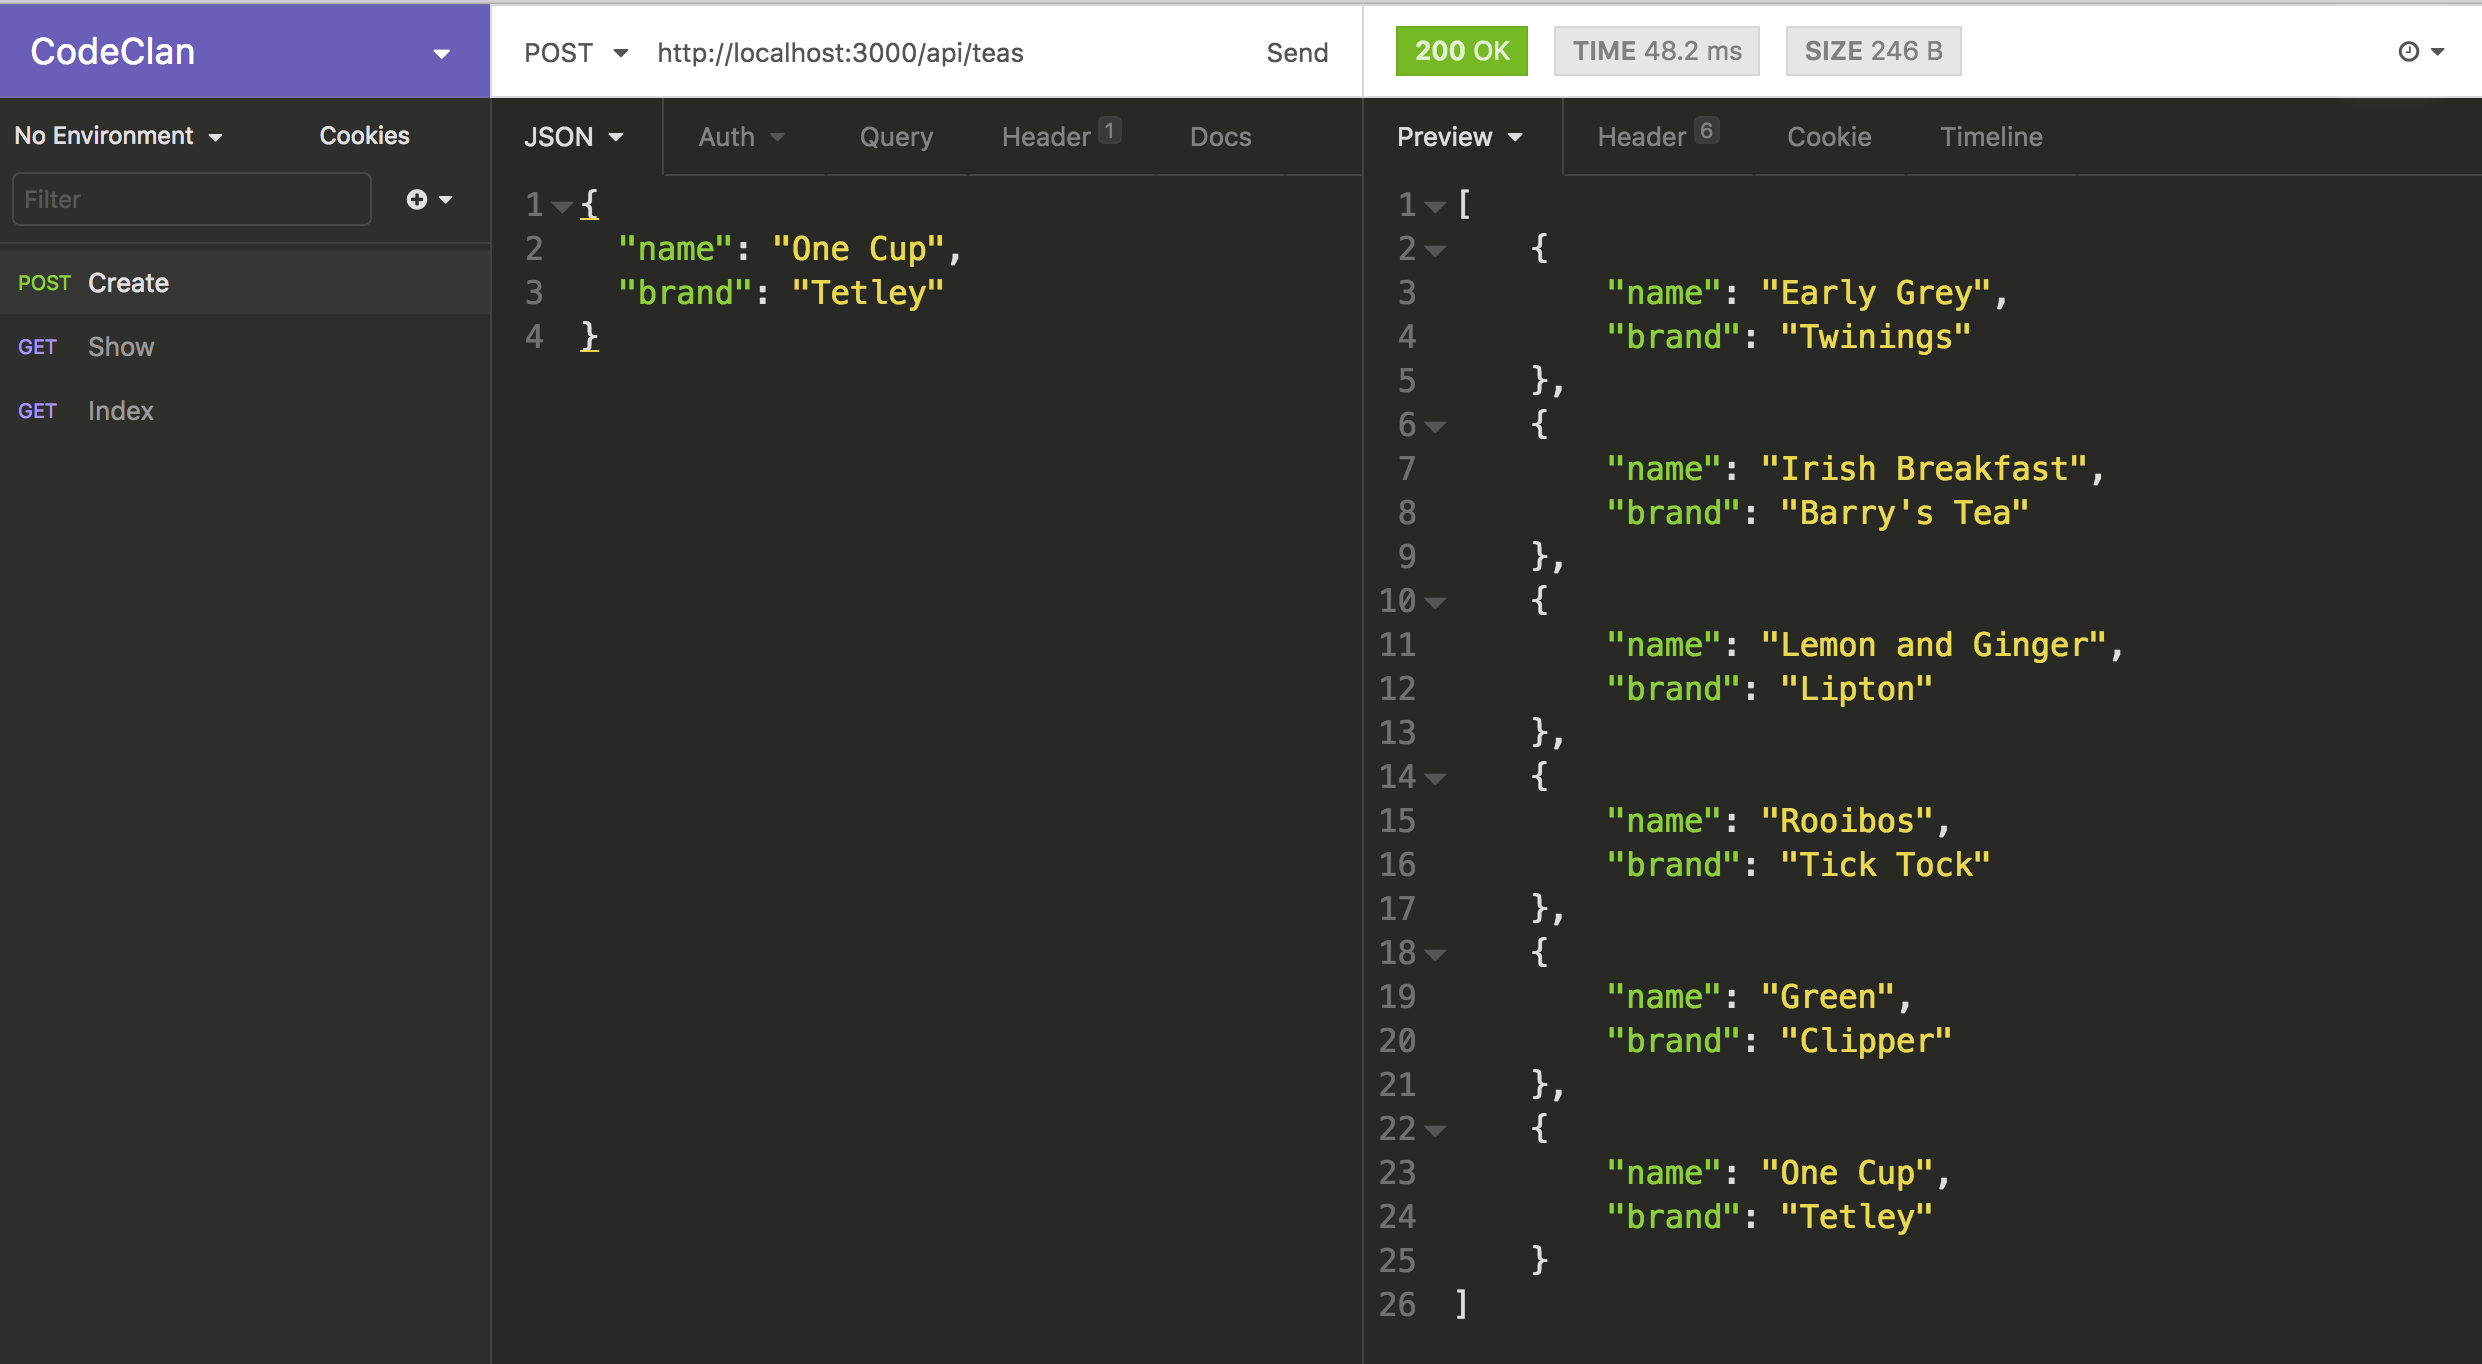 CodeClan
No Environment Cookies
Filter
POST Create
GET Show
GET Index
POST http://localhost:3000/api/teas Send
JSON Auth Query Header 1 Docs
1 {
2 "name": "One Cup",
3 "brand": "Tetley"
4 }
200 OK TIME 48.2 ms SIZE 246 B
Preview Header 6 Cookie Timeline
1 [
2 {
3 "name": "Early Grey",
4 "brand": "Twinings"
5 },
6 {
7 "name": "Irish Breakfast",
8 "brand": "Barry's Tea"
9 },
10 {
11 "name": "Lemon and Ginger",
12 "brand": "Lipton"
13 },
14 {
15 "name": "Rooibos",
16 "brand": "Tick Tock"
17 },
18 {
19 "name": "Green",
20 "brand": "Clipper"
21 },
22 {
23 "name": "One Cup",
24 "brand": "Tetley"
25 }
26 ]